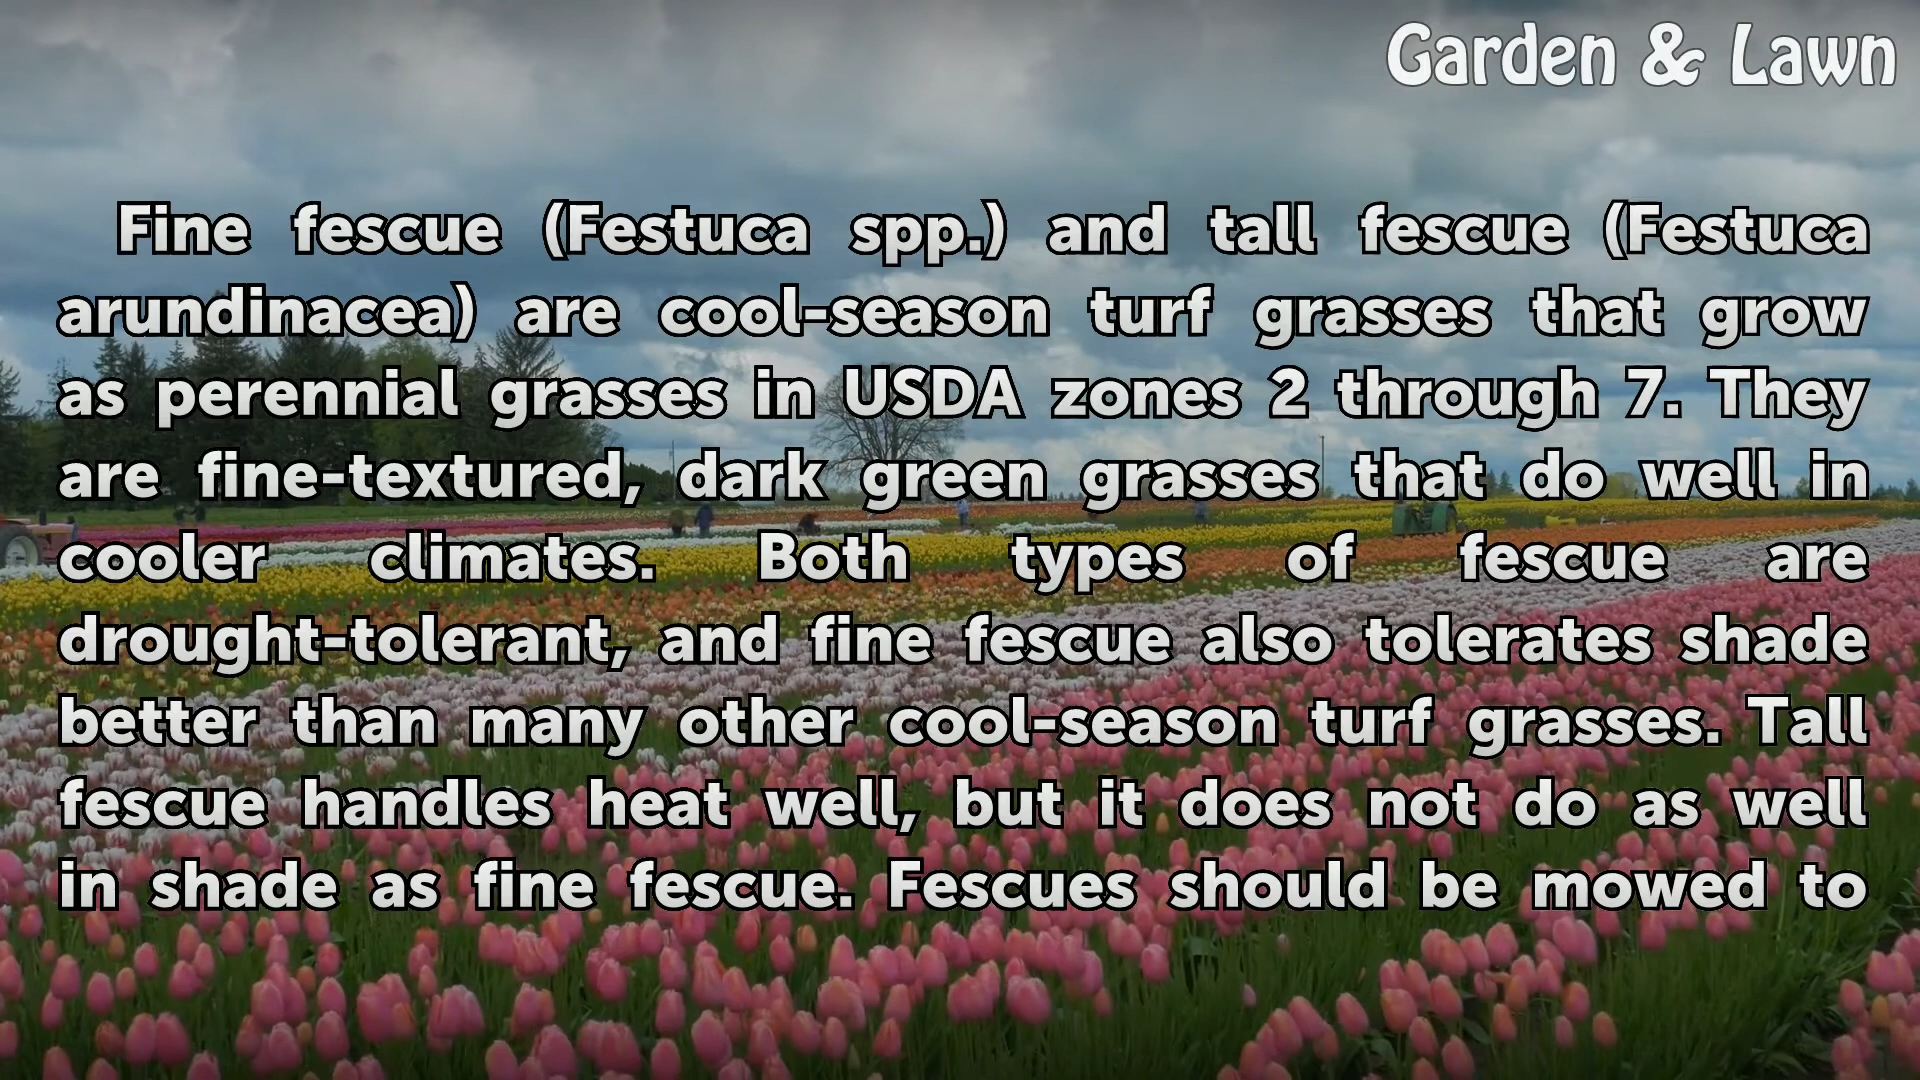 Garden & Lawn
Fine fescue (Festuca spp.) and tall fescue (Festuca
arundinacea) are cool-season turf grasses that grow
as perennial grasses in USDA zones 2 through 7. They
are fine-textured, dark green grasses that do well in
cooler climates. Both types of fescue are
drought-tolerant, and fine fescue also tolerates shade
better than many other cool-season turf grasses. Tall
fescue handles heat well, but it does not do as well
in shade as fine fescue. Fescues should be mowed to